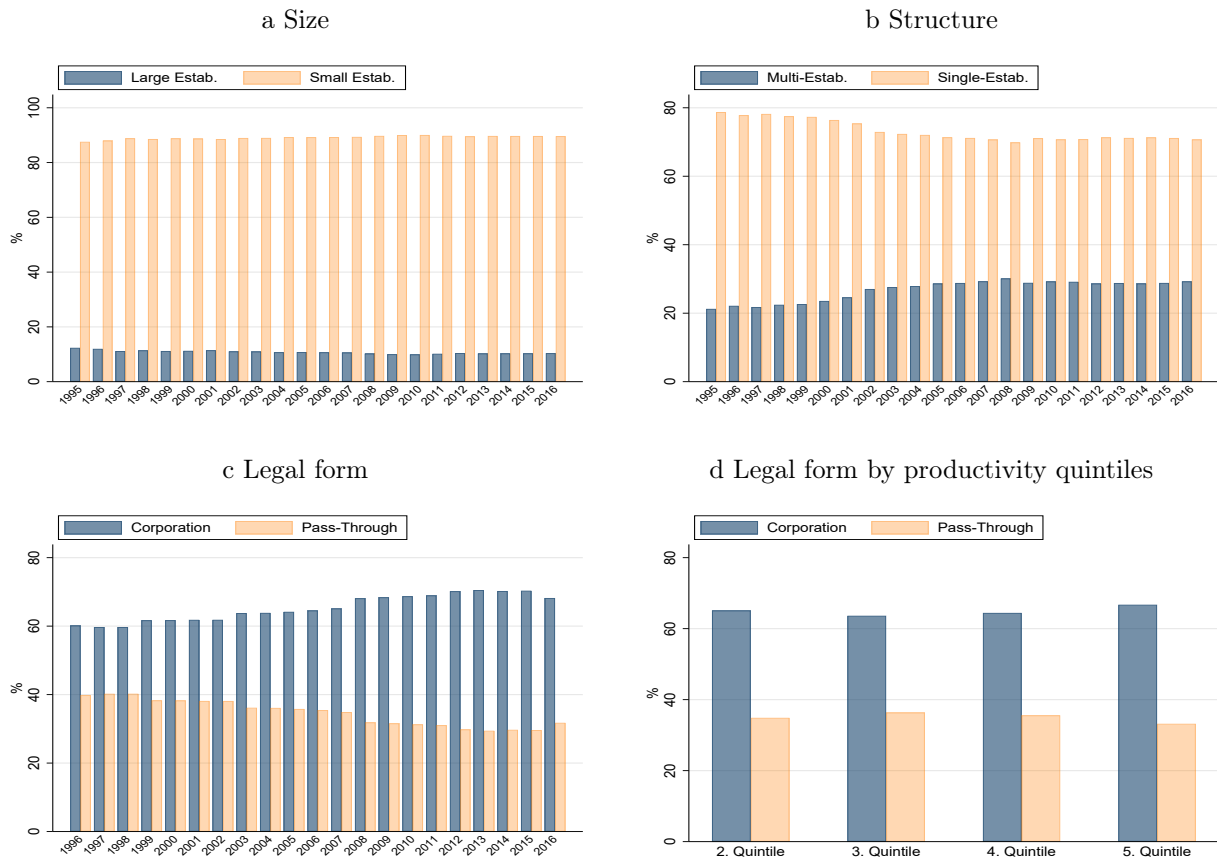 a Size
Large Estab. Small Estab.
100
80
60
40
20
0
%
1995 1996 1997 1998 1999 2000 2001 2002 2003 2004 2005 2006 2007 2008 2009 2010 2011 2012 2013 2014 2015 2016
b Structure
Multi-Estab. Single-Estab.
80
60
40
20
0
%
1995 1996 1997 1998 1999 2000 2001 2002 2003 2004 2005 2006 2007 2008 2009 2010 2011 2012 2013 2014 2015 2016
c Legal form
Corporation Pass-Through
80
60
40
20
0
%
1996 1997 1998 1999 2000 2001 2002 2003 2004 2005 2006 2007 2008 2009 2010 2011 2012 2013 2014 2015 2016
d Legal form by productivity quintiles
Corporation Pass-Through
80
60
40
20
0
%
2. Quintile 3. Quintile 4. Quintile 5. Quintile